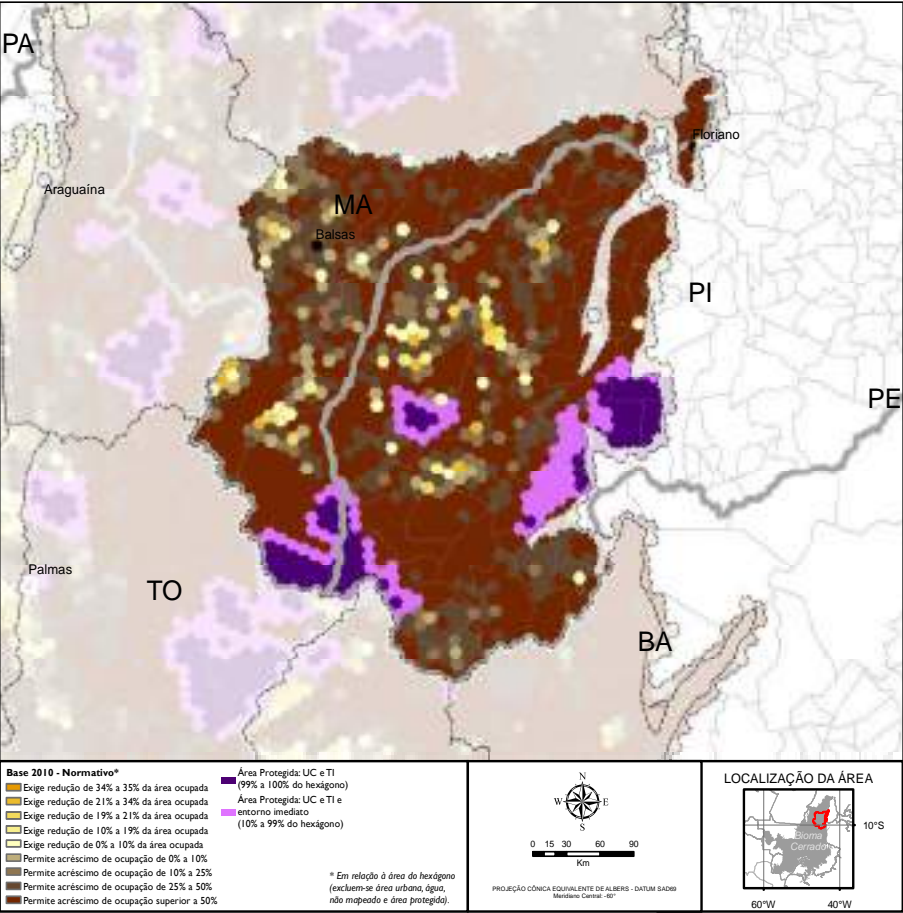 PA
Floriano
Araguaína
MA
Balsas
PI
PE
Palmas
TO
BA
Base 2010 - Normativo*
Exige redução de 34% a 35% da área ocupada
Exige redução de 21% a 34% da área ocupada
Exige redução de 19% a 21% da área ocupada
Exige redução de 10% a 19% da área ocupada
Exige redução de 0% a 10% da área ocupada
Permite acréscimo de ocupação de 0% a 10%
Permite acréscimo de ocupação de 10% a 25%
Permite acréscimo de ocupação de 25% a 50%
Permite acréscimo de ocupação superior a 50%
Área Protegida: UC e TI
(99% a 100% do hexágono)
Área Protegida: UC e TI e
entorno imediato
(10% a 99% do hexágono)
* Em relação à área do hexágono
(excluem-se área urbana, água,
não mapeado e área protegida).
N
W E
S
0 15 30 60 90
Km
PROJEÇÃO CÔNICA EQUIVALENTE DE ALBERS - DATUM SAD69
Meridiano Central: -60°
LOCALIZAÇÃO DA ÁREA
10°S
Bioma
Cerrado
60°W 40°W